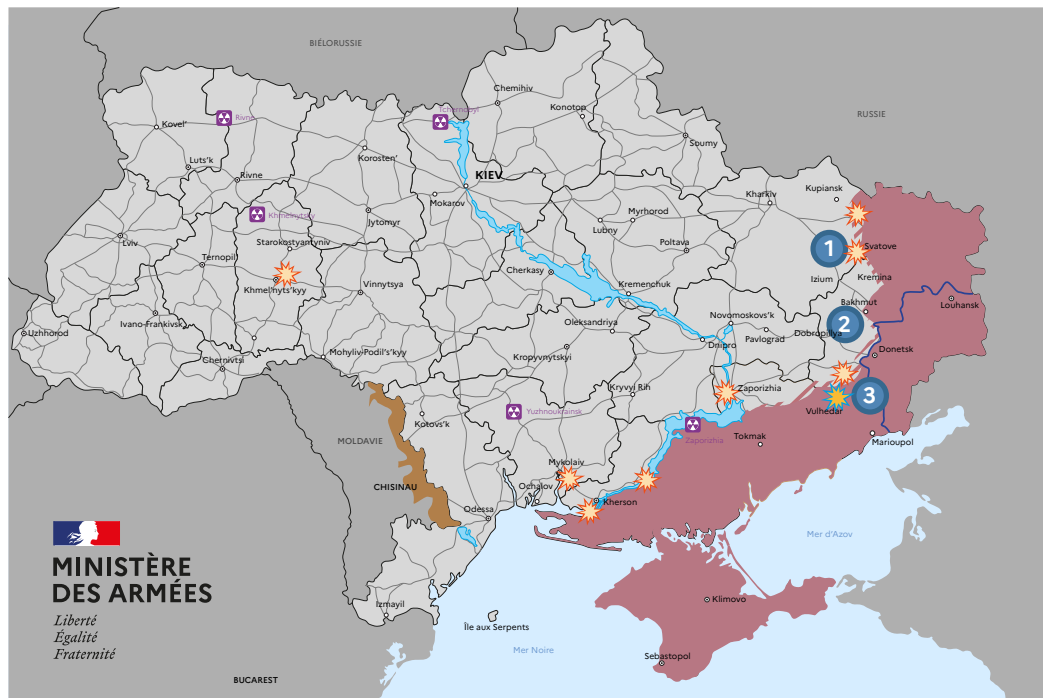 BIÉLORUSSIE
RUSSIE
Chernihiv
Tchernobyl
Konotop
Rivne
Kovel'
Soumy
Korosten'
Luts'k
KIEV
Rivne
Kupiansk
Kharkiv
Mokarov
Khmelnytsky
Jytomyr
Myrhorod
Lubny
Lviv
Starokostyantyniv
Poltava
1
Svatove
Ternopil
Cherkasy
Izium
Kremina
Khmel'nyts'kyy
Vinnytsya
Kremenchuk
Bakhmut
Louhansk
Ivano-Frankivsk
Oleksandriya
Novomoskovs'k
2
Uzhhorod
Pavlograd
Dobropillya
Dnipro
Chernivtsi
Mohyliv-Podil's'kyy
Kropyvnytskyi
Donetsk
Kryvyi Rih
Zaporizhia
3
Kotovs'k
Yuzhnoukrainsk
Vulhedar
MOLDAVIE
Zaporizhia
Tokmak
Marioupol
Mykolaiv
CHISINAU
Ochalov
Kherson
Odessa
Mer d'Azov
MINISTÈRE
DES ARMÉES
Liberté
Égalité
Fraternité
Izmayil
Île aux Serpents
Klimovo
Mer Noire
Sebastopol
BUCAREST